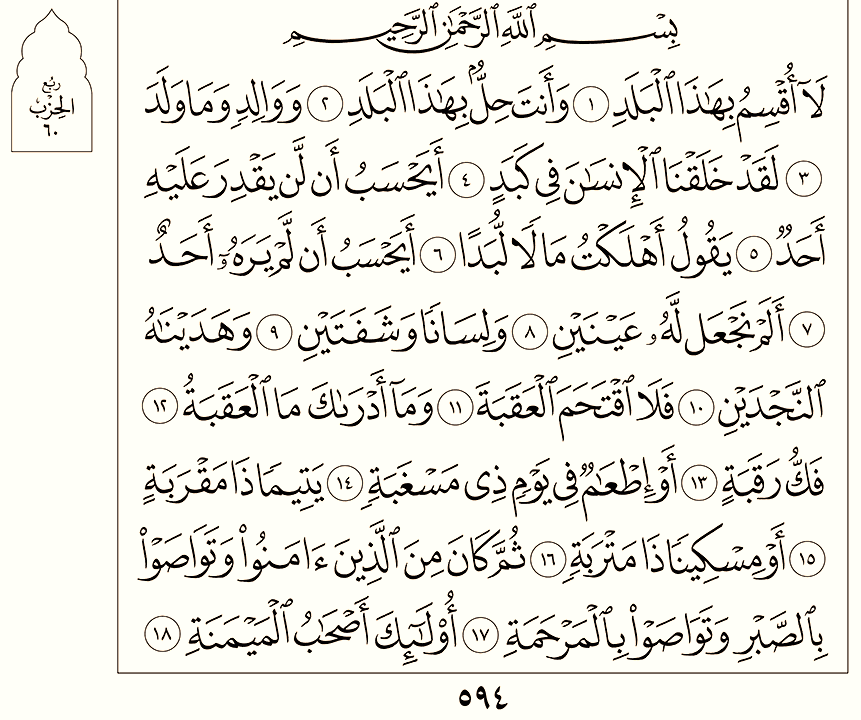 بِسْمِ ٱللَّهِ ٱلرَّحْمَٰنِ ٱلرَّحِيمِ
لَآ أُقْسِمُ بِهَٰذَا ٱلْبَلَدِ ١ وَأَنتَ حِلُّۢ بِهَٰذَا ٱلْبَلَدِ ٢ وَوَالِدٍ وَمَا وَلَدَ
٣ لَقَدْ خَلَقْنَا ٱلْإِنسَٰنَ فِى كَبَدٍ ٤ أَيَحْسَبُ أَن لَّن يَقْدِرَ عَلَيْهِ
أَحَدٌ ٥ يَقُولُ أَهْلَكْتُ مَالًا لُّبَدًا ٦ أَيَحْسَبُ أَن لَّمْ يَرَهُۥٓ أَحَدٌ
٧ أَلَمْ نَجْعَل لَّهُۥ عَيْنَيْنِ ٨ وَلِسَانًا وَشَفَتَيْنِ ٩ وَهَدَيْنَٰهُ
ٱلنَّجْدَيْنِ ١٠ فَلَا ٱقْتَحَمَ ٱلْعَقَبَةَ ١١ وَمَآ أَدْرَىٰكَ مَا ٱلْعَقَبَةُ ١٢
فَكُّ رَقَبَةٍ ١٣ أَوْ إِطْعَٰمٌ فِى يَوْمٍ ذِى مَسْغَبَةٍ ١٤ يَتِيمًا ذَا مَقْرَبَةٍ
١٥ أَوْ مِسْكِينًا ذَا مَتْرَبَةٍ ١٦ ثُمَّ كَانَ مِنَ ٱلَّذِينَ ءَامَنُوا۟ وَتَوَاصَوْا۟
بِٱلصَّبْرِ وَتَوَاصَوْا۟ بِٱلْمَرْحَمَةِ ١٧ أُو۟لَٰٓئِكَ أَصْحَٰبُ ٱلْمَيْمَنَةِ ١٨
ربع
الحزب
٦٠
٥٩٤